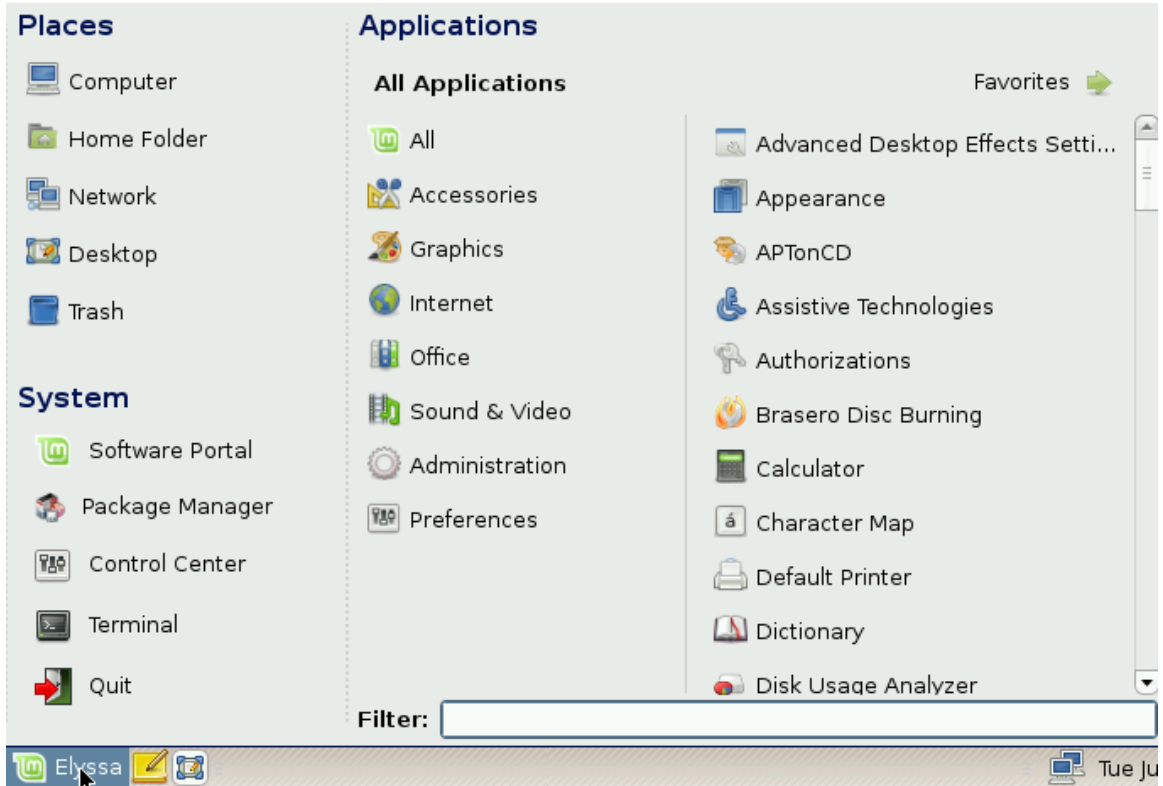 Places
Computer
Home Folder
Network
Desktop
Trash
System
Software Portal
Package Manager
Control Center
Terminal
Quit
Applications
All Applications
Favorites
All
Accessories
Graphics
Internet
Office
Sound & Video
Administration
Preferences
Advanced Desktop Effects Setti...
Appearance
APTonCD
Assistive Technologies
Authorizations
Brasero Disc Burning
Calculator
á Character Map
Default Printer
Dictionary
Disk Usage Analyzer
Filter:
Elyssa
Tue Ju